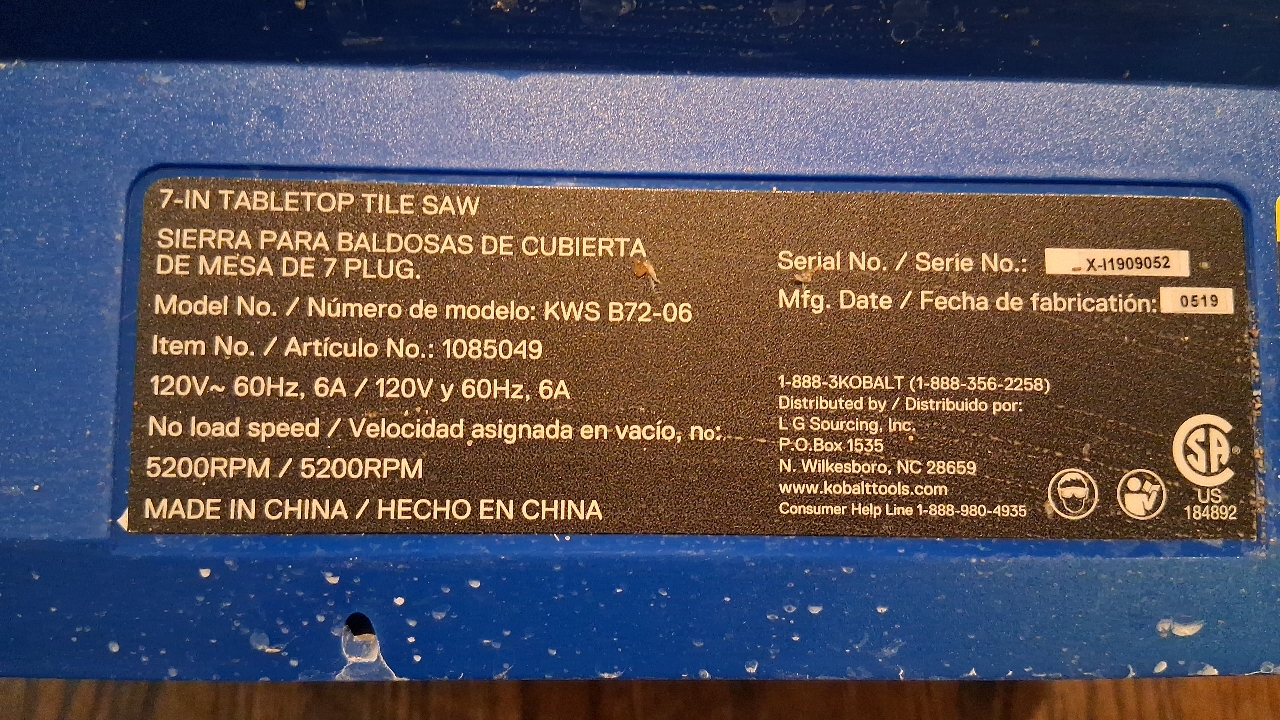 7-IN TABLETOP TILE SAW
SIERRA PARA BALDOSAS DE CUBIERTA
DE MESA DE 7 PLUG.
Model No. / Número de modelo: KWS B72-06
Item No. / Artículo No.: 1085049
120V~ 60Hz, 6A / 120V y 60Hz, 6A
No load speed / Velocidad asignada en vacío, no:
5200RPM / 5200RPM
MADE IN CHINA / HECHO EN CHINA
Serial No. / Serie No.: X-I1909052
Mfg. Date / Fecha de fabricatión: 0519
1-888-3KOBALT (1-888-356-2258)
Distributed by / Distribuido por:
L G Sourcing, Inc.
P.O.Box 1535
N. Wilkesboro, NC 28659
www.kobalttools.com
Consumer Help Line 1-888-980-4935
SA®
US
184892